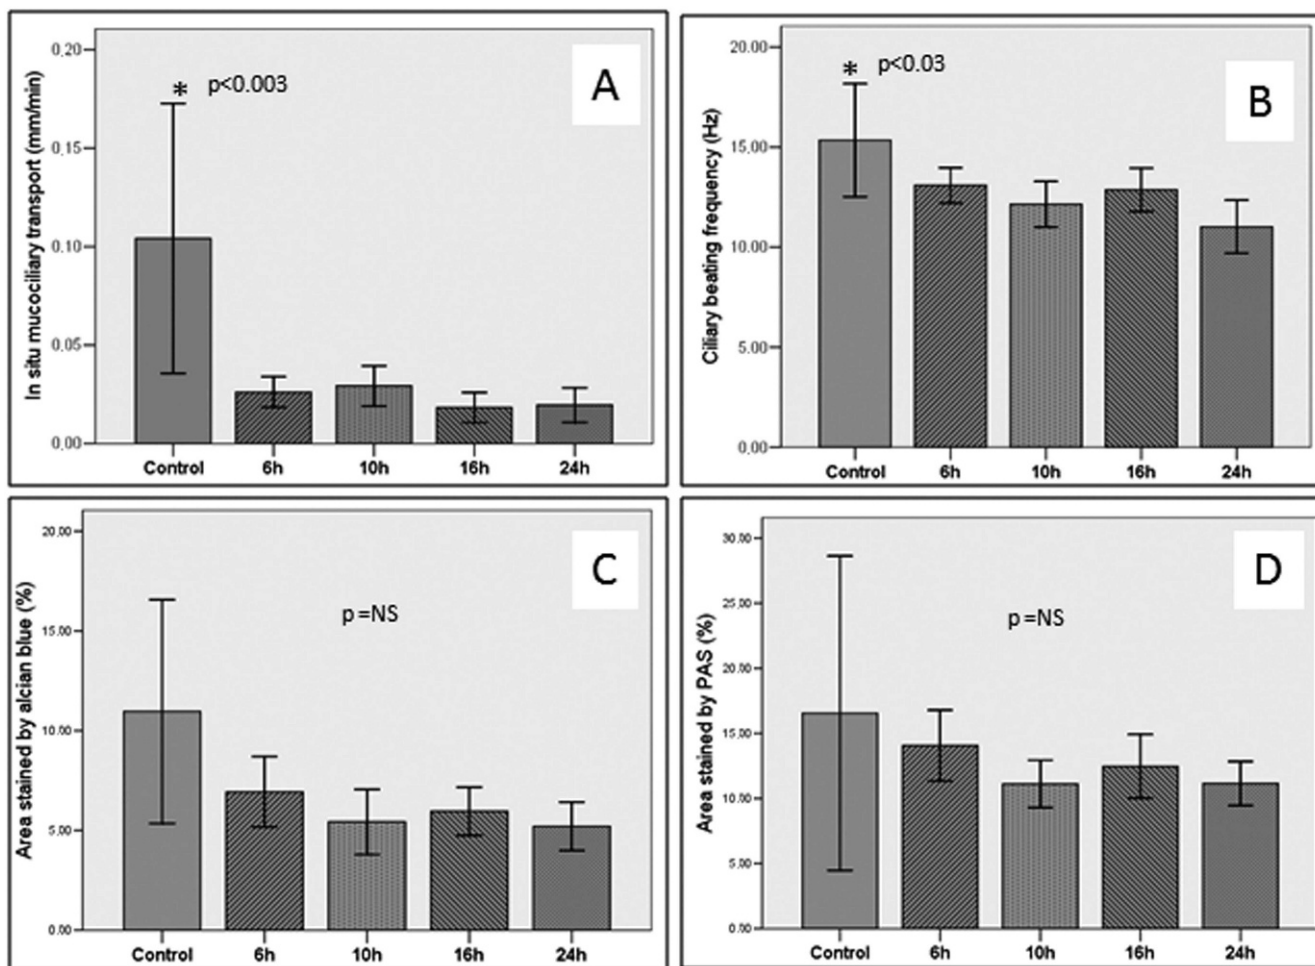 In situ mucociliary transport (mm/min)
0,20
0,15
0,10
0,05
0,00
* p<0.003
A
Control 6h 10h 16h 24h
Ciliary beating frequency (Hz)
20.00
15.00
10.00
5.00
0.00
* p<0.03
B
Control 6h 10h 16h 24h
Area stained by alcian blue (%)
20.00
15.00
10.00
5.00
0.00
p=NS
C
Control 6h 10h 16h 24h
Area stained by PAS (%)
30.00
25.00
20.00
15.00
10.00
5.00
0.00
p=NS
D
Control 6h 10h 16h 24h